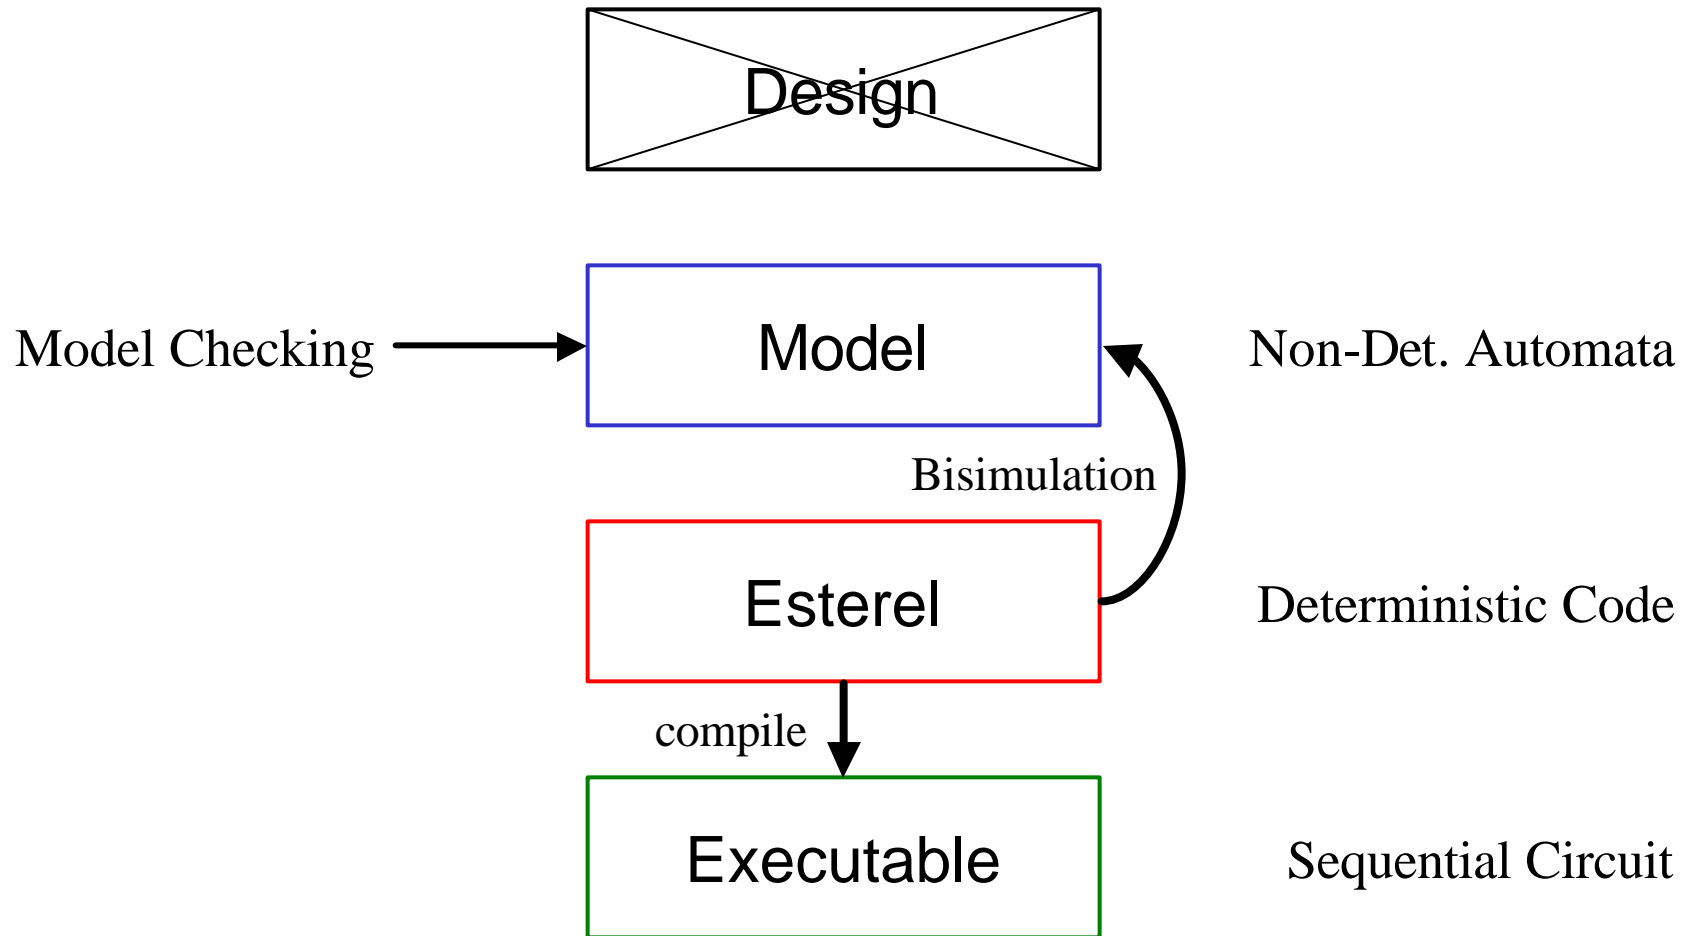 Design
Model Checking
Model
Non-Det. Automata
Bisimulation
Esterel
Deterministic Code
compile
Executable
Sequential Circuit